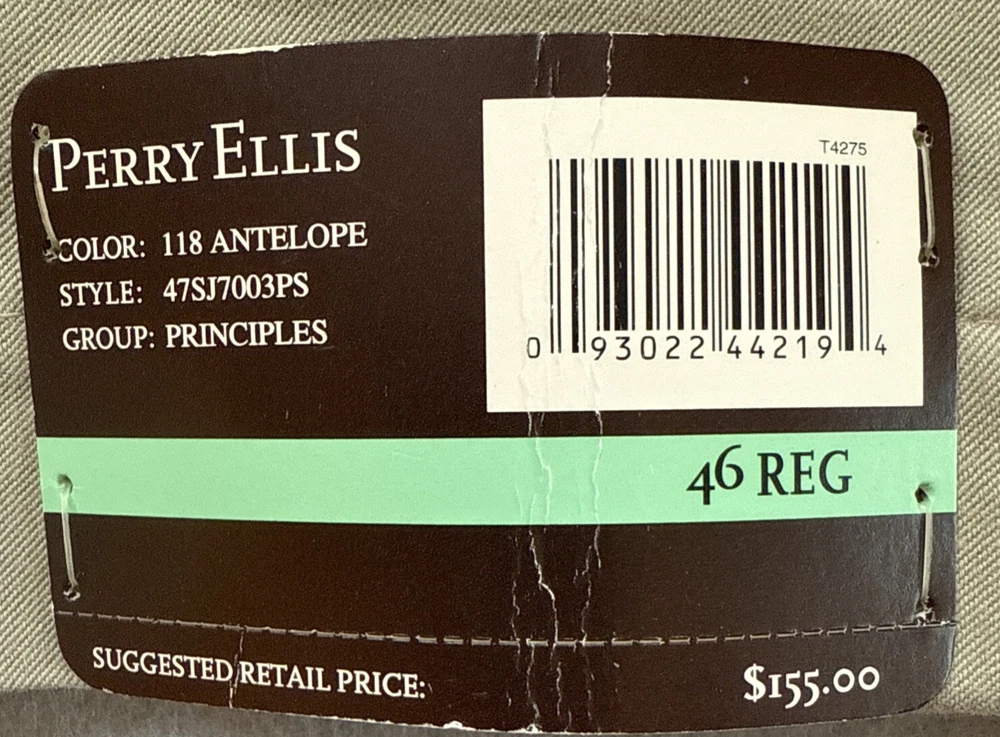 PERRY ELLIS
COLOR: 118 ANTELOPE
STYLE: 47SJ7003PS
GROUP: PRINCIPLES
T4275
0 93022 44219 4
46 REG
SUGGESTED RETAIL PRICE: $155.00